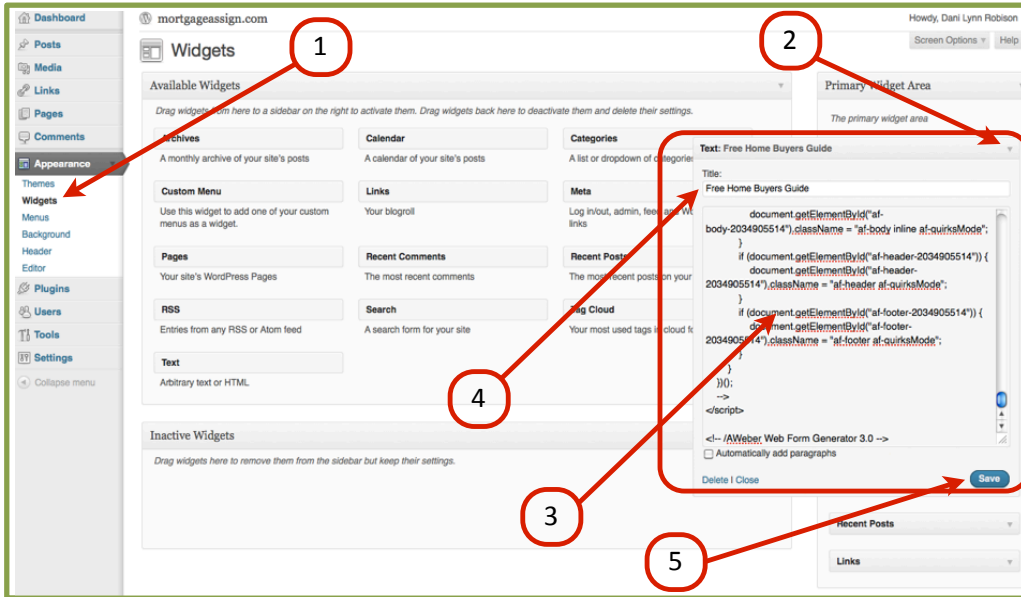 Dashboard
Posts
Media
Links
Pages
Comments
Appearance
Themes
Widgets
Menus
Background
Header
Editor
Plugins
Users
Tools
Settings
Collapse menu
mortgageassign.com
Howdy, Dani Lynn Robison
Screen Options
Help
Widgets
1
2
Available Widgets
Drag widgets from here to a sidebar on the right to activate them. Drag widgets back here to deactivate them and delete their settings.
Archives
A monthly archive of your site's posts
Calendar
A calendar of your site's posts
Categories
A list or dropdown of categories
Custom Menu
Use this widget to add one of your custom
menus as a widget.
Links
Your blogroll
Meta
Log in/out, admin, feed and
links
Pages
Your site's WordPress Pages
Recent Comments
The most recent comments
Recent Posts
The most recent posts on your
RSS
Entries from any RSS or Atom feed
Search
A search form for your site
Tag Cloud
Your most used tags in cloud
Text
Arbitrary text or HTML
Inactive Widgets
Drag widgets here to remove them from the sidebar but keep their settings.
Primary Widget Area
The primary widget area
Text: Free Home Buyers Guide
Title:
Free Home Buyers Guide
document.getElementById("af-
body-2034905514").className = "af-body inline af-quirksMode";
}
if (document.getElementById("af-header-2034905514")) {
document.getElementById("af-header-
2034905514").className = "af-header af-quirksMode";
}
if (document.getElementById("af-footer-2034905514")) {
document.getElementById("af-footer-
2034905514").className = "af-footer af-quirksMode";
}
}
})();
-->
</script>
<!-- /AWeber Web Form Generator 3.0 -->
Automatically add paragraphs
Delete | Close
Save
Recent Posts
Links
4
3
5